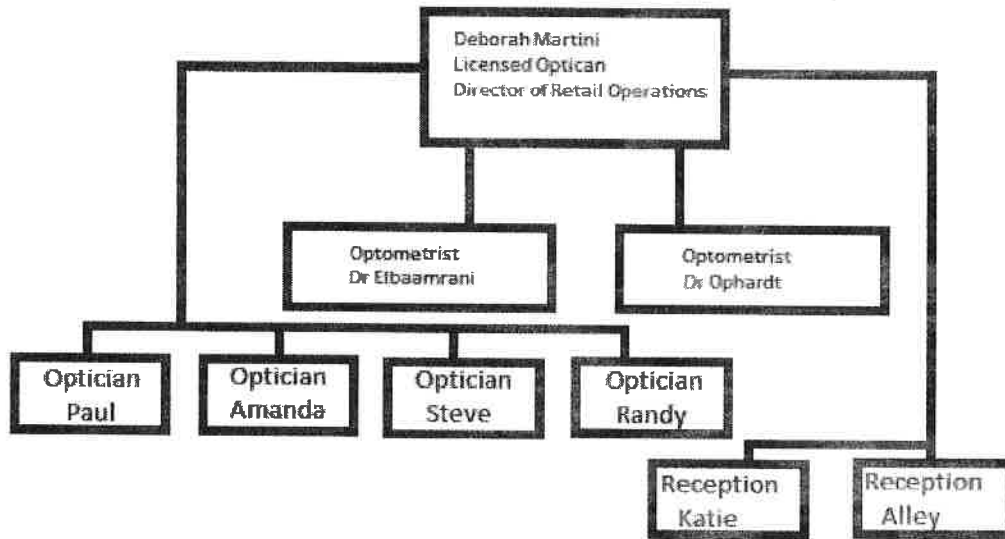 Deborah Martini
Licensed Optican
Director of Retail Operations
Optometrist
Dr Elbaamrani
Optometrist
Dr Ophardt
Optician
Paul
Optician
Amanda
Optician
Steve
Optician
Randy
Reception
Katie
Reception
Alley